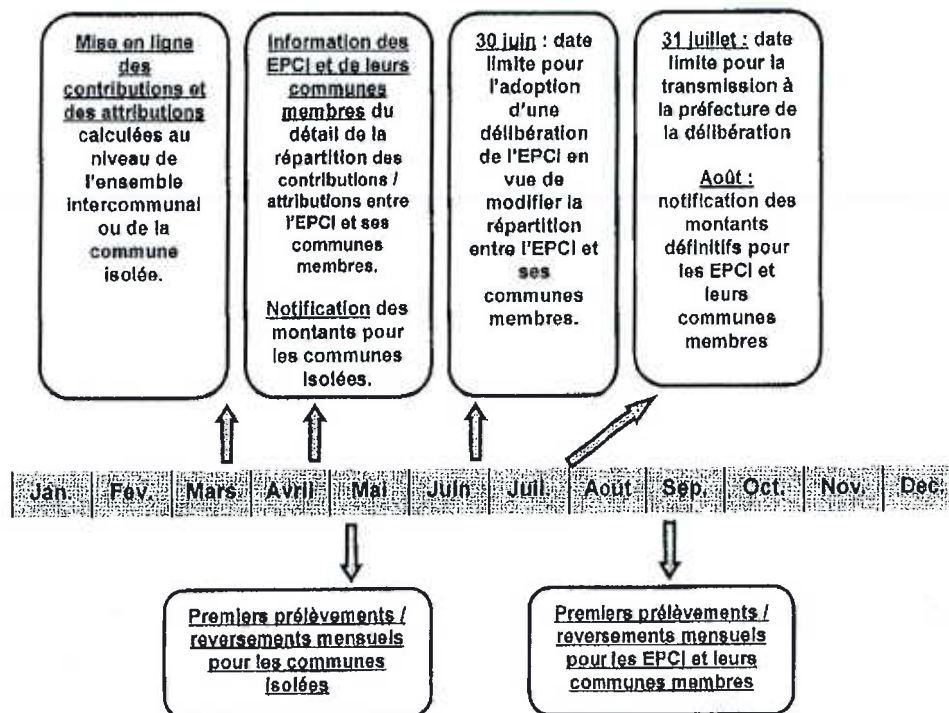 Mise en ligne
des
contributions et
des attributions
calculées au
niveau de
l'ensemble
intercommunal
ou de la
commune
isolée.
Information des
EPCI et de leurs
communes
membres du
détail de la
répartition des
contributions /
attributions entre
l'EPCI et ses
communes
membres.
Notification des
montants pour
les communes
isolées.
30 juin : date
limite pour
l'adoption
d'une
délibération
de l'EPCI en
vue de
modifier la
répartition
entre l'EPCI et
ses
communes
membres.
31 juillet : date
limite pour la
transmission à
la préfecture de
la délibération
Août :
notification des
montants
définitifs pour
les EPCI et
leurs
communes
membres
Jan. Fev. Mars Avril Mai Juin Juil. Août Sep. Oct. Nov. Dec.
Premiers prélèvements /
reversements mensuels
pour les communes
isolées
Premiers prélèvements /
reversements mensuels
pour les EPCI et leurs
communes membres